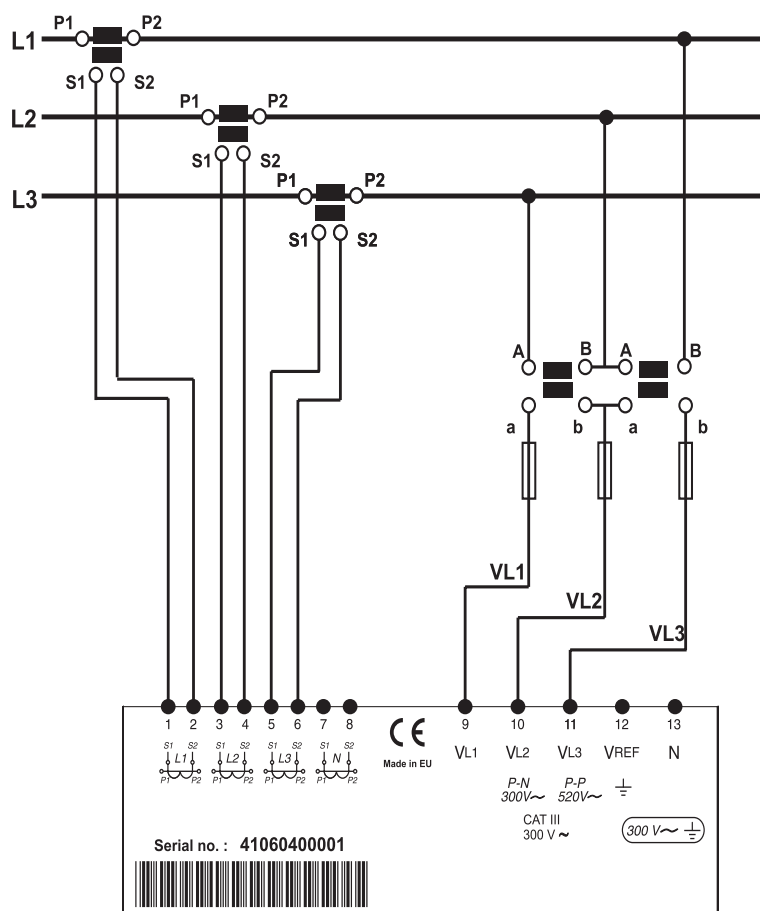 P1 P2
L1
S1 S2
P1 P2
L2
S1 S2
P1 P2
L3
S1 S2
A B A B
a b a b
VL1
VL2
VL3
1 2 3 4 5 6 7 8 9 10 11 12 13
S1 S2 S1 S2 S1 S2 S1 S2
L1 L2 L3 N
P1 P2 P1 P2 P1 P2 P1 P2
CE
Made in EU
VL1 VL2 VL3 VREF N
P-N P-P
300V~ 520V~
CAT III
300 V ~
300 V~
Serial no. : 41060400001